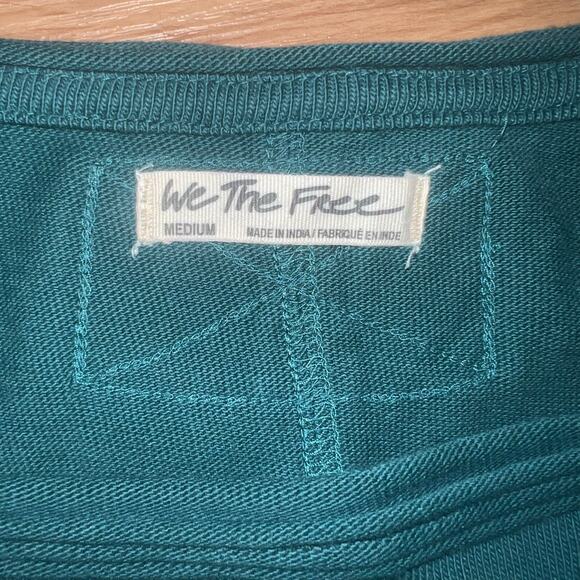 We The Free
MEDIUM MADE IN INDIA / FABRIQUÉ EN INDE